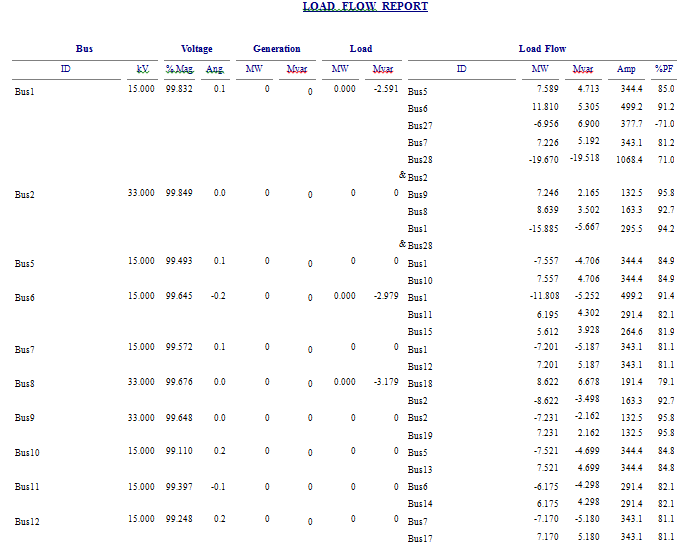 LOAD FLOW REPORT
Bus Voltage Generation Load Load Flow
ID kV % Mag. Ang. MW Mvar MW Mvar ID MW Mvar Amp %PF
Bus1 15.000 99.832 0.1 0 0 0.000 -2.591 Bus5 7.589 4.713 344.4 85.0
Bus6 11.810 5.305 499.2 91.2
Bus27 -6.956 6.900 377.7 -71.0
Bus7 7.226 5.192 343.1 81.2
Bus28 -19.670 -19.518 1068.4 71.0
& Bus2
Bus2 33.000 99.849 0.0 0 0 0 0 Bus9 7.246 2.165 132.5 95.8
Bus8 8.639 3.502 163.3 92.7
Bus1 -15.885 -5.667 295.5 94.2
& Bus28
Bus5 15.000 99.493 0.1 0 0 0 0 Bus1 -7.557 -4.706 344.4 84.9
Bus10 7.557 4.706 344.4 84.9
Bus6 15.000 99.645 -0.2 0 0 0.000 -2.979 Bus1 -11.808 -5.252 499.2 91.4
Bus11 6.195 4.302 291.4 82.1
Bus15 5.612 3.928 264.6 81.9
Bus7 15.000 99.572 0.1 0 0 0 0 Bus1 -7.201 -5.187 343.1 81.1
Bus12 7.201 5.187 343.1 81.1
Bus8 33.000 99.676 0.0 0 0 0.000 -3.179 Bus18 8.622 6.678 191.4 79.1
Bus2 -8.622 -3.498 163.3 92.7
Bus9 33.000 99.648 0.0 0 0 0 0 Bus2 -7.231 -2.162 132.5 95.8
Bus19 7.231 2.162 132.5 95.8
Bus10 15.000 99.110 0.2 0 0 0 0 Bus5 -7.521 -4.699 344.4 84.8
Bus13 7.521 4.699 344.4 84.8
Bus11 15.000 99.397 -0.1 0 0 0 0 Bus6 -6.175 -4.298 291.4 82.1
Bus14 6.175 4.298 291.4 82.1
Bus12 15.000 99.248 0.2 0 0 0 0 Bus7 -7.170 -5.180 343.1 81.1
Bus17 7.170 5.180 343.1 81.1